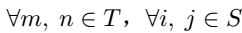 ∀m, n ∈ T，∀i, j ∈ S